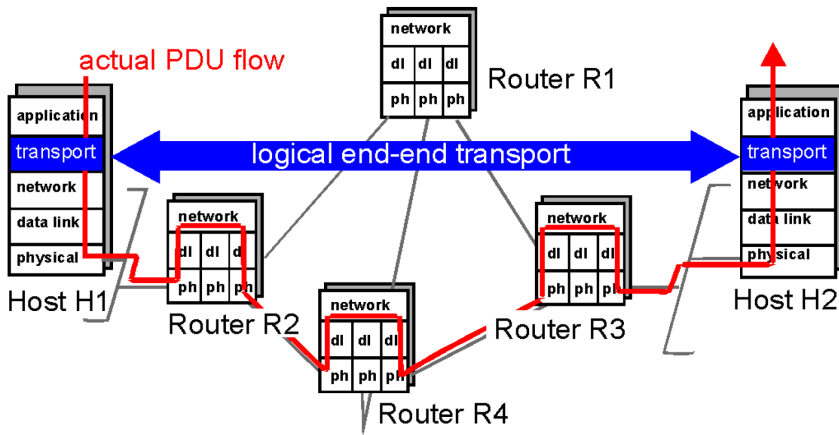 actual PDU flow
network
dl dl dl
ph ph ph
Router R1
application
transport
network
data link
physical
Host H1
logical end-end transport
application
transport
network
data link
physical
Host H2
network
dl dl d
ph ph ph
Router R2
network
dl dl dl
ph ph ph
Router R3
network
dl dl dl
ph ph ph
Router R4